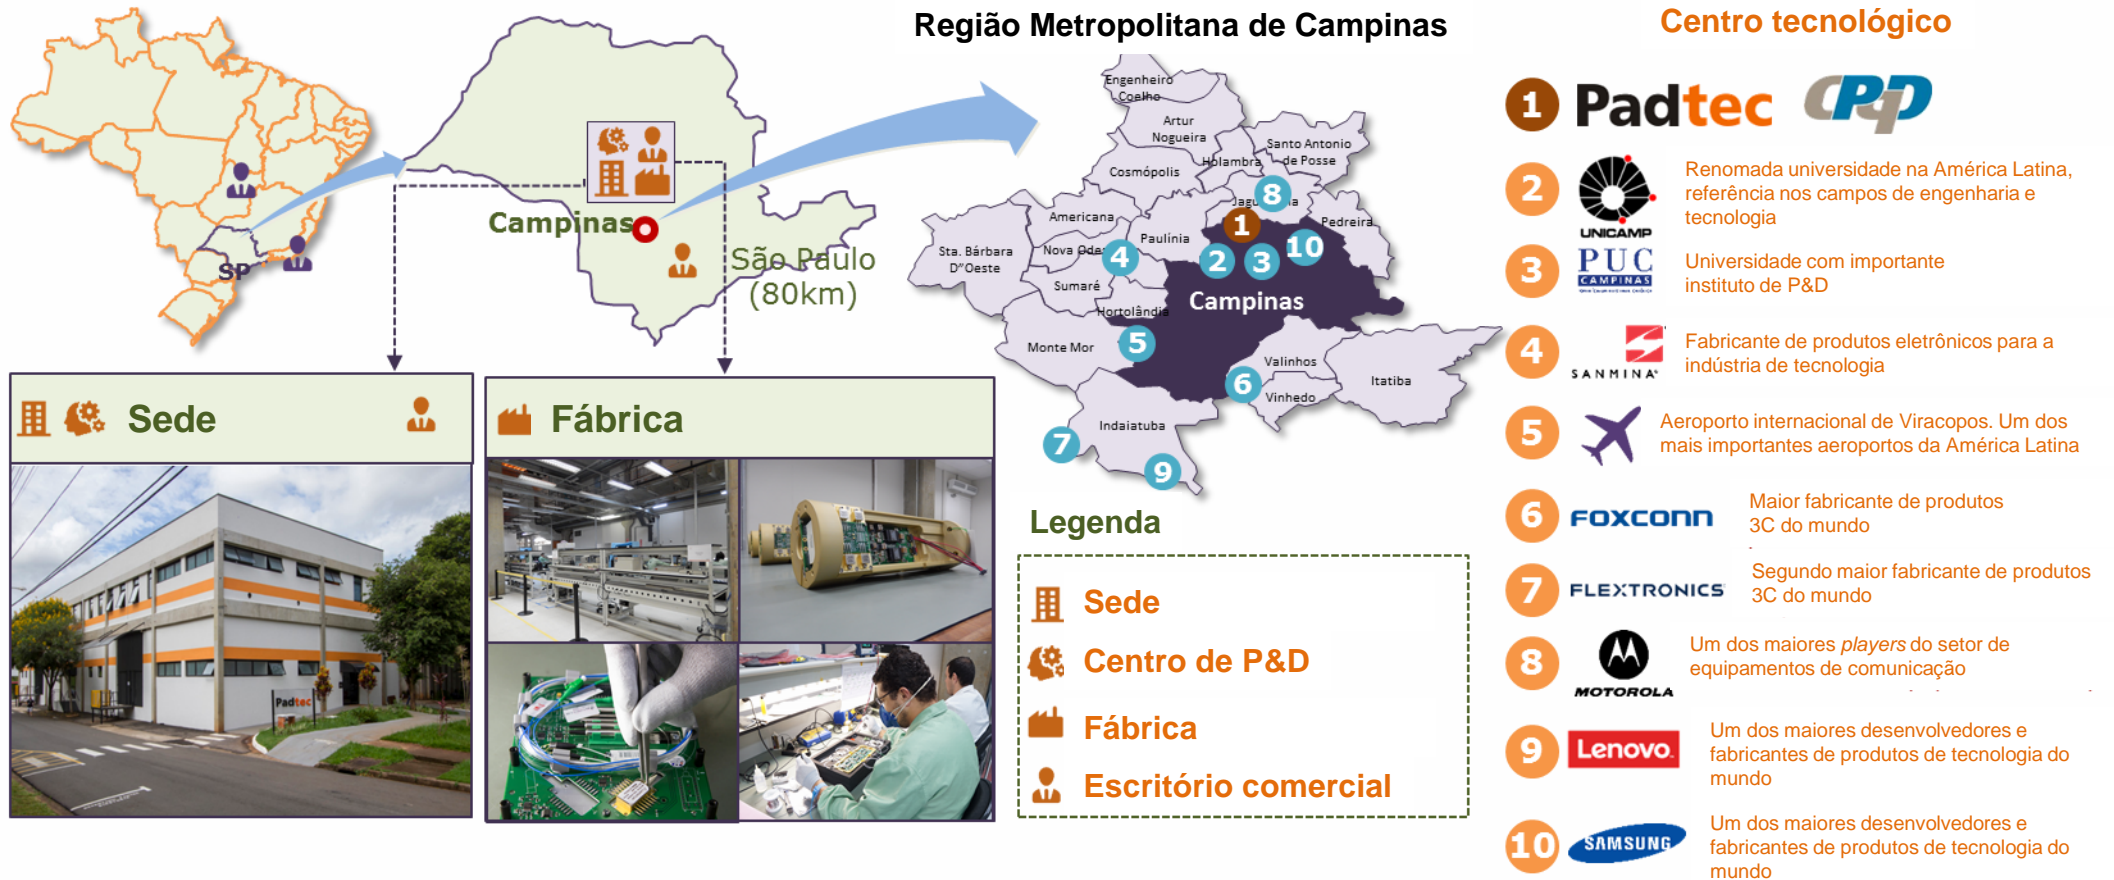 Região Metropolitana de Campinas
Centro tecnológico
SP
Campinas
São Paulo
(80km)
Engenheiro
Coelho
Artur
Nogueira
Holambra
Santo Antonio
de Posse
Cosmópolis
8
Pedreira
Americana
1
Paulínia
Sta. Bárbara
D"Oeste
Nova
4
2
3
10
Sumaré
Hortolândia
Campinas
Monte Mor
5
Valinhos
6
Vinhedo
Itatiba
Indaiatuba
7
9
Sede
Fábrica
Padtec
Legenda
Sede
Centro de P&D
Fábrica
Escritório comercial
1
Padtec
CPqD
2
UNICAMP
Renomada universidade na América Latina,
referência nos campos de engenharia e
tecnologia
3
PUC
CAMPINAS
Universidade com importante
instituto de P&D
4
SANMINA
Fabricante de produtos eletrônicos para a
indústria de tecnologia
5
Aeroporto internacional de Viracopos. Um dos
mais importantes aeroportos da América Latina
6
FOXCONN
Maior fabricante de produtos
3C do mundo
7
FLEXTRONICS
Segundo maior fabricante de produtos
3C do mundo
8
MOTOROLA
Um dos maiores players do setor de
equipamentos de comunicação
9
Lenovo
Um dos maiores desenvolvedores e
fabricantes de produtos de tecnologia do
mundo
10
SAMSUNG
Um dos maiores desenvolvedores e
fabricantes de produtos de tecnologia do
mundo